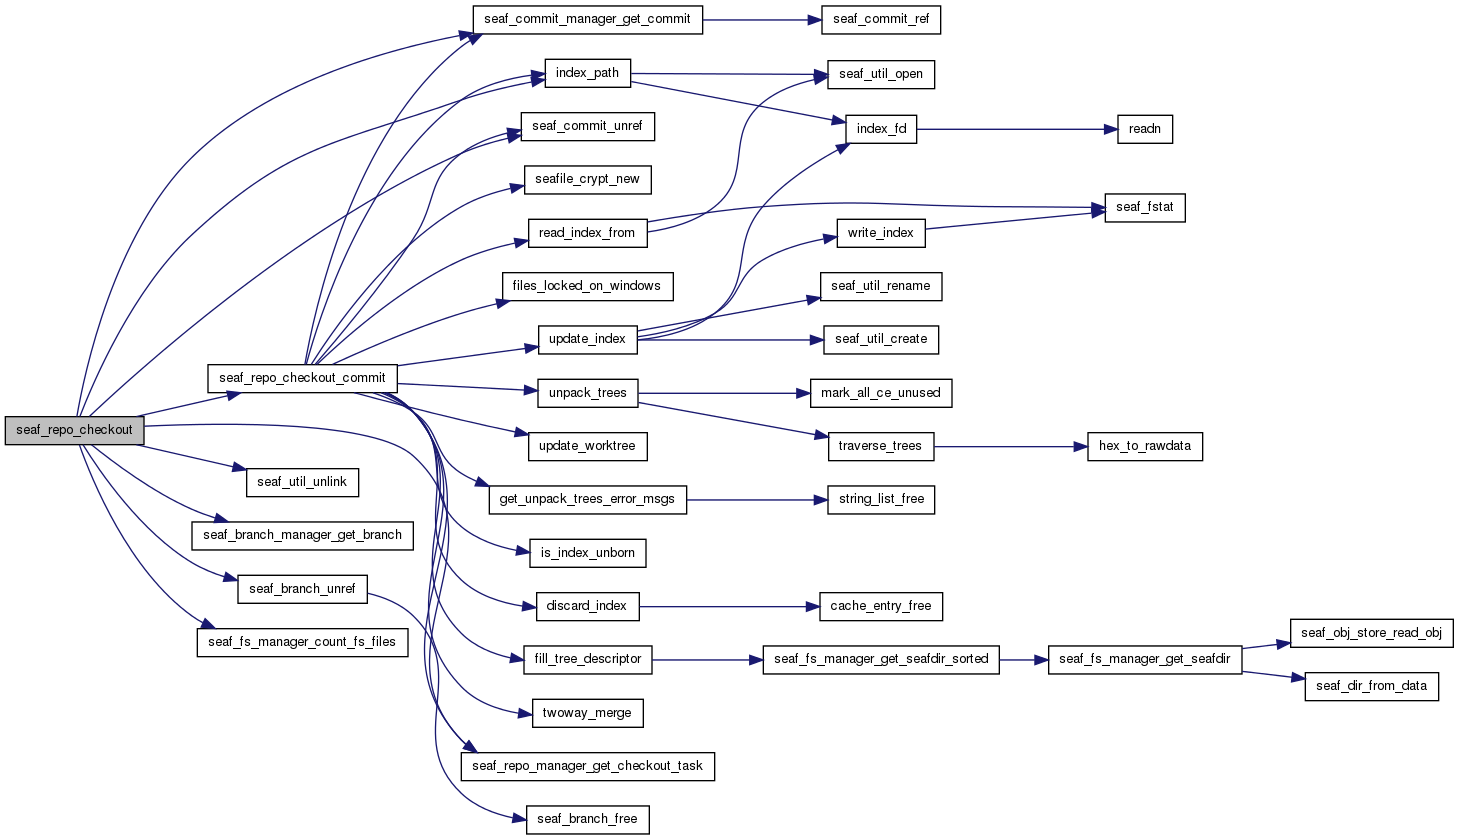 seaf_commit_manager_get_commit
seaf_commit_ref
index_path
seaf_util_open
seaf_commit_unref
index_fd
readn
seafile_crypt_new
seaf_fstat
read_index_from
write_index
files_locked_on_windows
seaf_util_rename
update_index
seaf_util_create
seaf_repo_checkout_commit
unpack_trees
mark_all_ce_unused
seaf_repo_checkout
update_worktree
traverse_trees
hex_to_rawdata
seaf_util_unlink
get_unpack_trees_error_msgs
string_list_free
seaf_branch_manager_get_branch
is_index_unborn
seaf_branch_unref
discard_index
cache_entry_free
seaf_fs_manager_count_fs_files
seaf_obj_store_read_obj
fill_tree_descriptor
seaf_fs_manager_get_seafdir_sorted
seaf_fs_manager_get_seafdir
seaf_dir_from_data
twoway_merge
seaf_repo_manager_get_checkout_task
seaf_branch_free